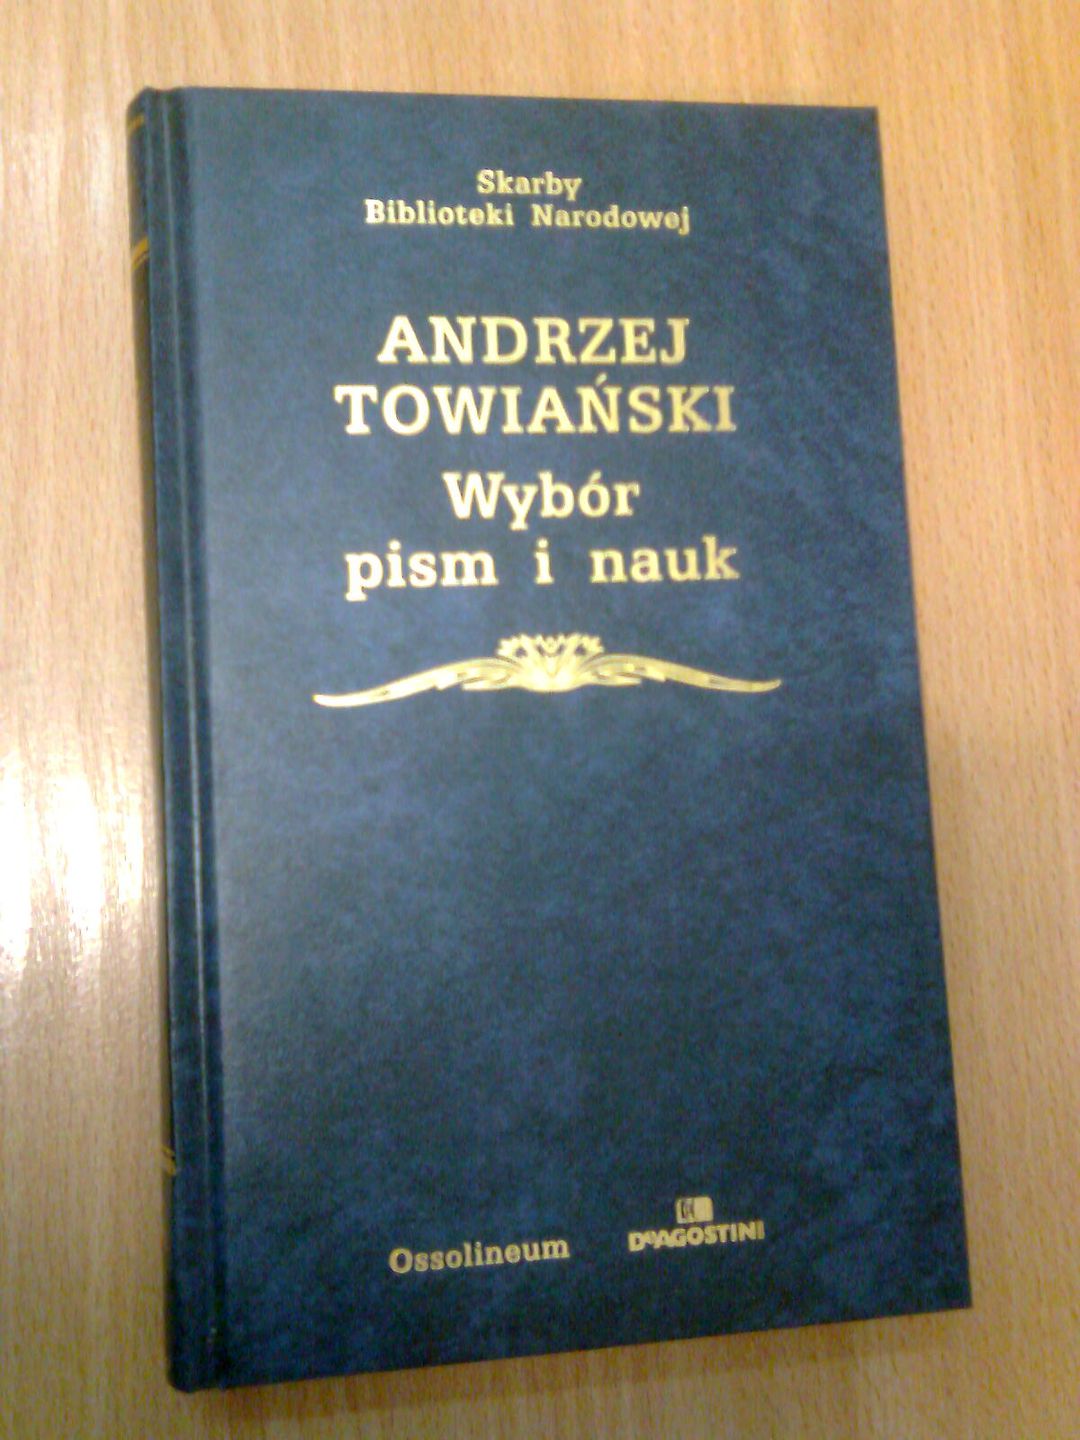 Skarby
Biblioteki Narodowej
ANDRZEJ
TOWIAŃSKI
Wybór
pism i nauk
Ossolineum
DeAGOSTINI